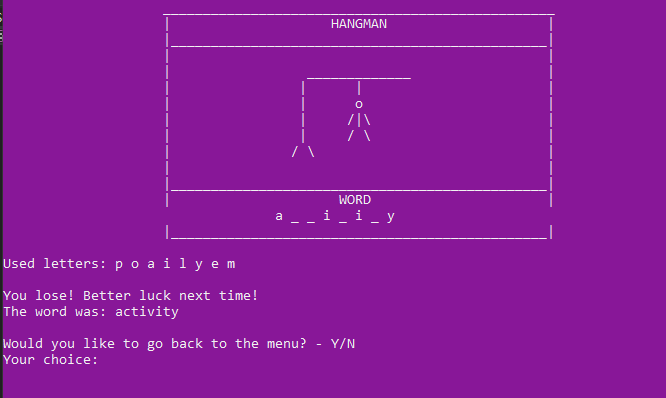 HANGMAN
o
/|\
/ \
/ \
WORD
a _ _ i _ i _ y
Used letters: p o a i l y e m
You lose! Better luck next time!
The word was: activity
Would you like to go back to the menu? - Y/N
Your choice: